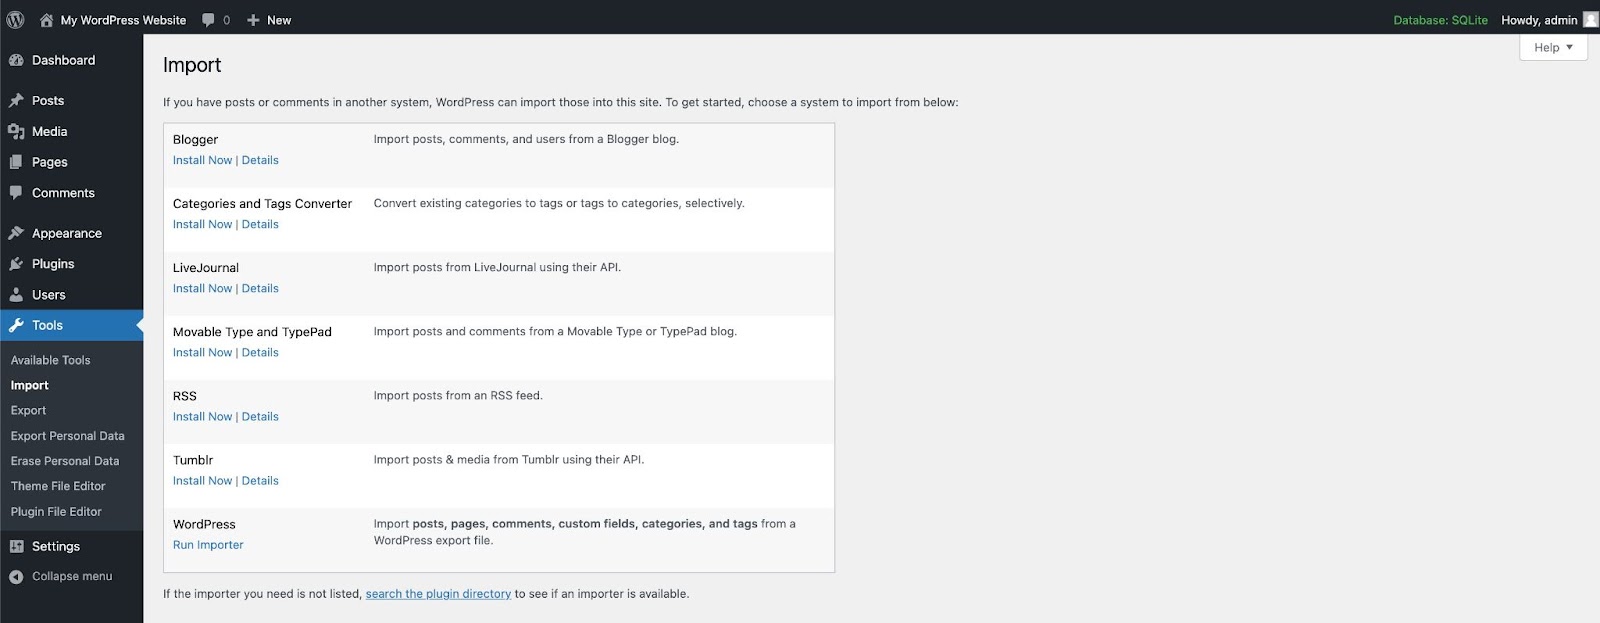 My WordPress Website 0 New Database: SQLite Howdy, admin
Help
Dashboard
Posts
Media
Pages
Comments
Appearance
Plugins
Users
Tools
Available Tools
Import
Export
Export Personal Data
Erase Personal Data
Theme File Editor
Plugin File Editor
Settings
Collapse menu
Import
If you have posts or comments in another system, WordPress can import those into this site. To get started, choose a system to import from below:
Blogger Import posts, comments, and users from a Blogger blog.
Install Now | Details
Categories and Tags Converter Convert existing categories to tags or tags to categories, selectively.
Install Now | Details
LiveJournal Import posts from LiveJournal using their API.
Install Now | Details
Movable Type and TypePad Import posts and comments from a Movable Type or TypePad blog.
Install Now | Details
RSS Import posts from an RSS feed.
Install Now | Details
Tumblr Import posts & media from Tumblr using their API.
Install Now | Details
WordPress Import posts, pages, comments, custom fields, categories, and tags from a
Run Importer WordPress export file.
If the importer you need is not listed, search the plugin directory to see if an importer is available.